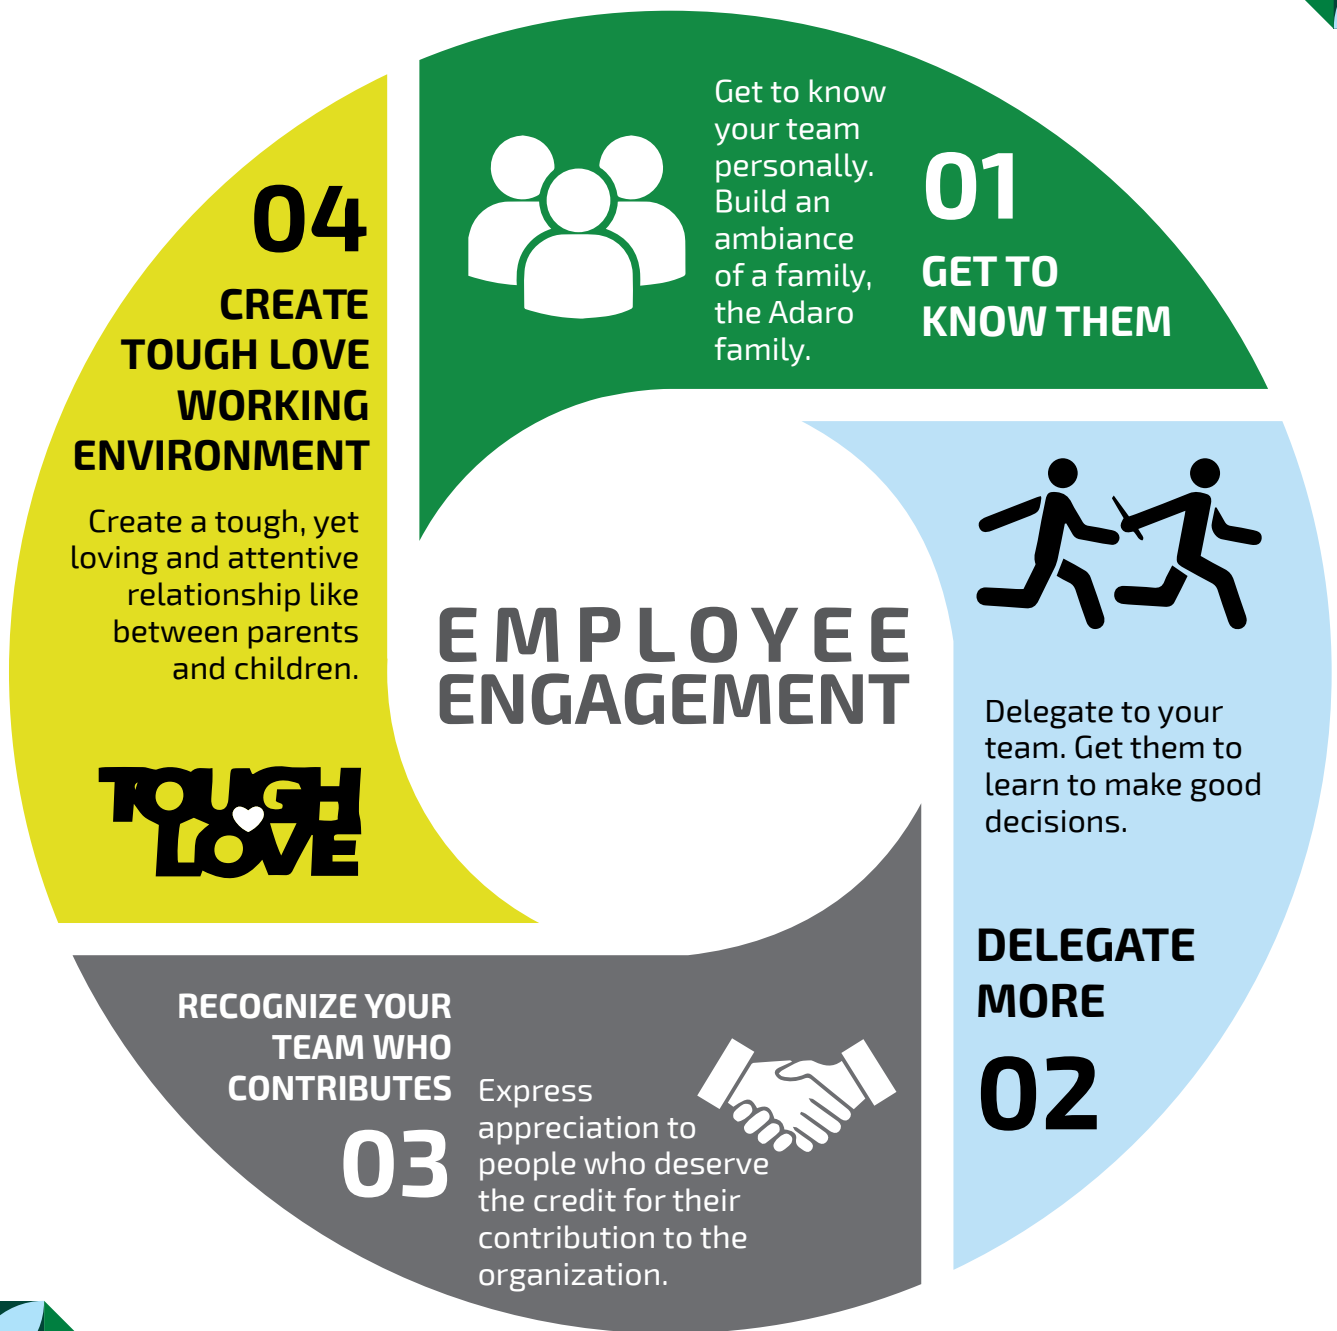 EMPLOYEE
ENGAGEMENT
01
GET TO
KNOW THEM
Get to know
your team
personally.
Build an
ambiance
of a family,
the Adaro
family.
Delegate to your
team. Get them to
learn to make good
decisions.
DELEGATE
MORE
02
RECOGNIZE YOUR
TEAM WHO
CONTRIBUTES
03
Express
appreciation to
people who deserve
the credit for their
contribution to the
organization.
04
CREATE
TOUGH LOVE
WORKING
ENVIRONMENT
Create a tough, yet
loving and attentive
relationship like
between parents
and children.
TOUGH
LOVE